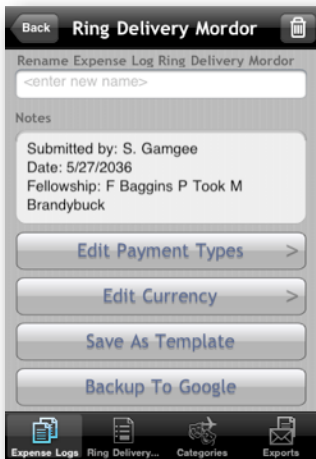 Back Ring Delivery Mordor
Rename Expense Log Ring Delivery Mordor
<enter new name>
Notes
Submitted by: S. Gamgee
Date: 5/27/2036
Fellowship: F Baggins P Took M
Brandybuck
Edit Payment Types >
Edit Currency >
Save As Template
Backup To Google
Expense Logs Ring Delivery... Categories Exports